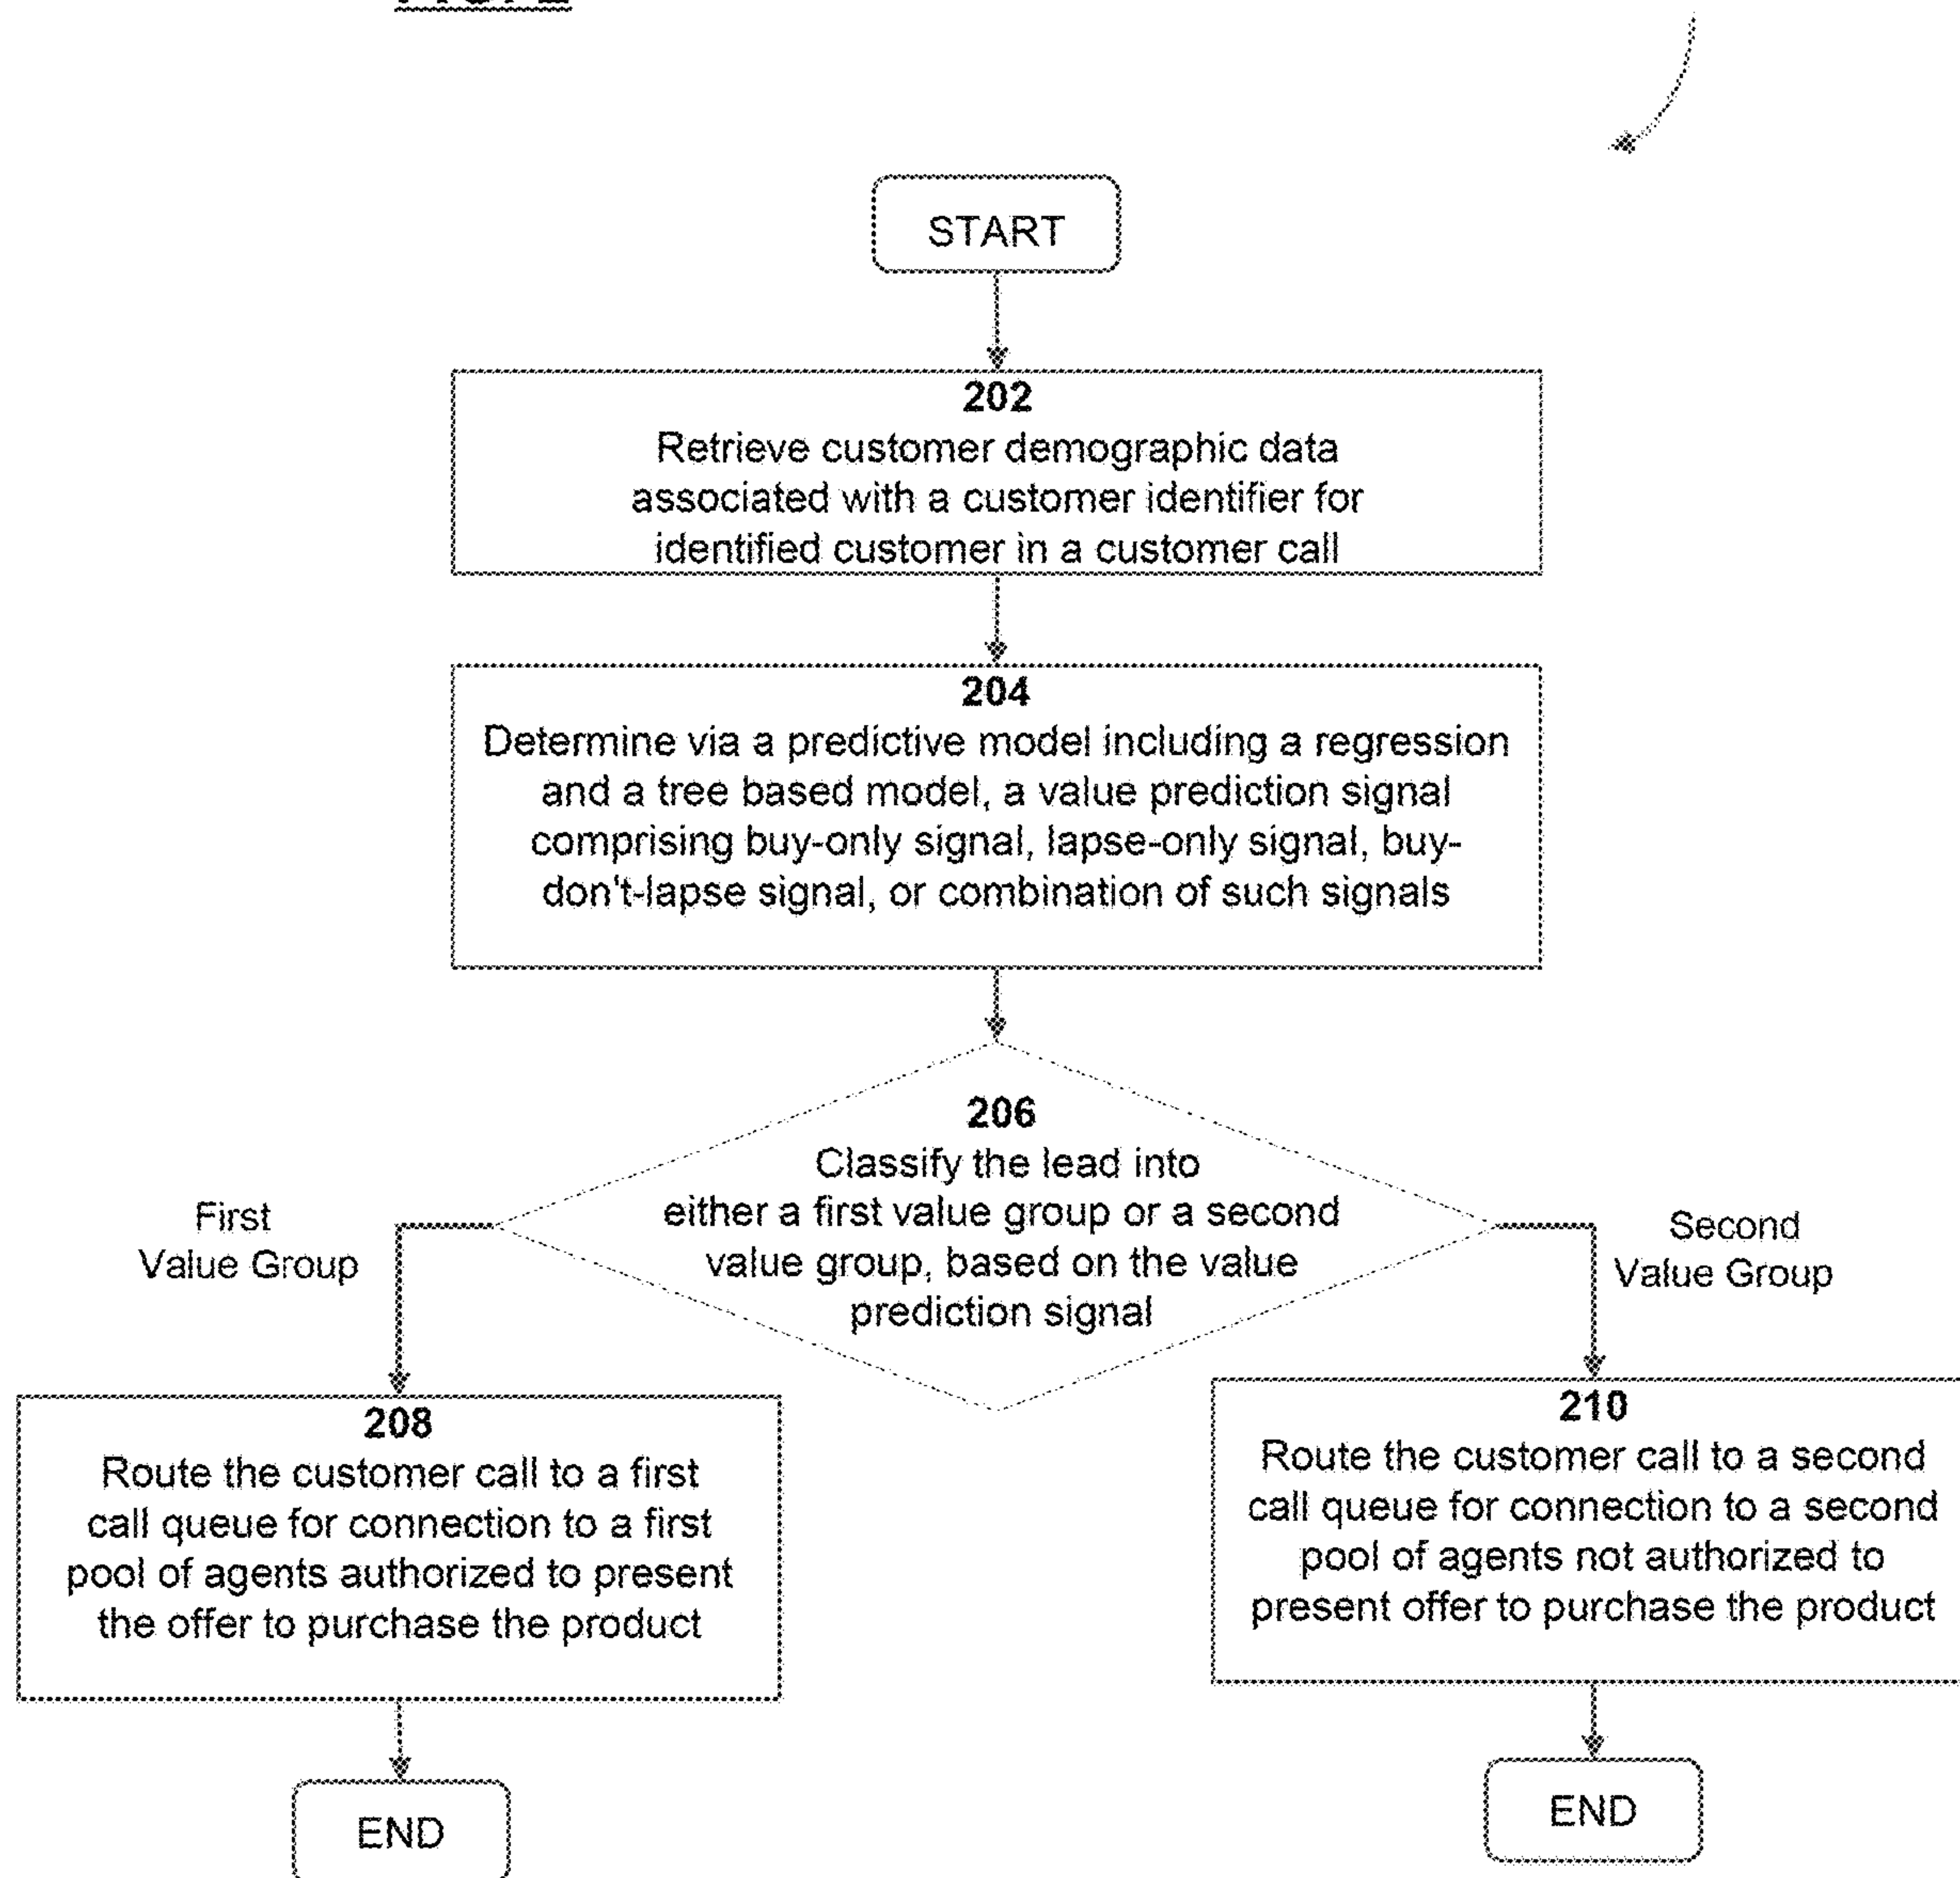 START
202
Retrieve customer demographic data
associated with a customer identifier for
identified customer in a customer call
204
Determine via a predictive model including a regression
and a tree based model, a value prediction signal
comprising buy-only signal, lapse-only signal, buy-
don't-lapse signal, or combination of such signals
206
Classify the lead into
either a first value group or a second
value group, based on the value
prediction signal
First
Value Group
Second
Value Group
208
Route the customer call to a first
call queue for connection to a first
pool of agents authorized to present
the offer to purchase the product
210
Route the customer call to a second
call queue for connection to a second
pool of agents not authorized to
present offer to purchase the product
END
END